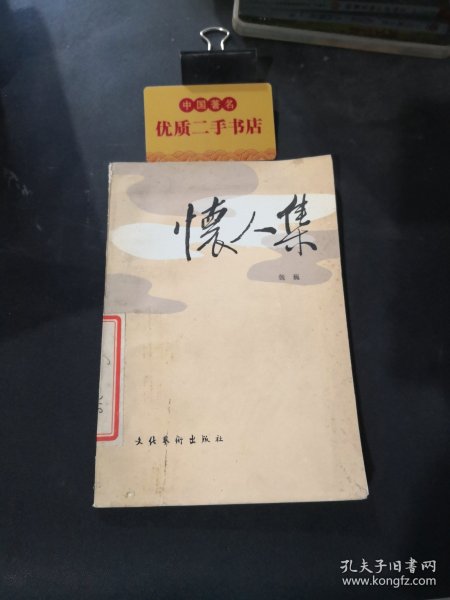 中国著名
优质二手书店
懷人集
魏巍
文化藝術出版社
孔夫子旧书网
www.kongfz.com